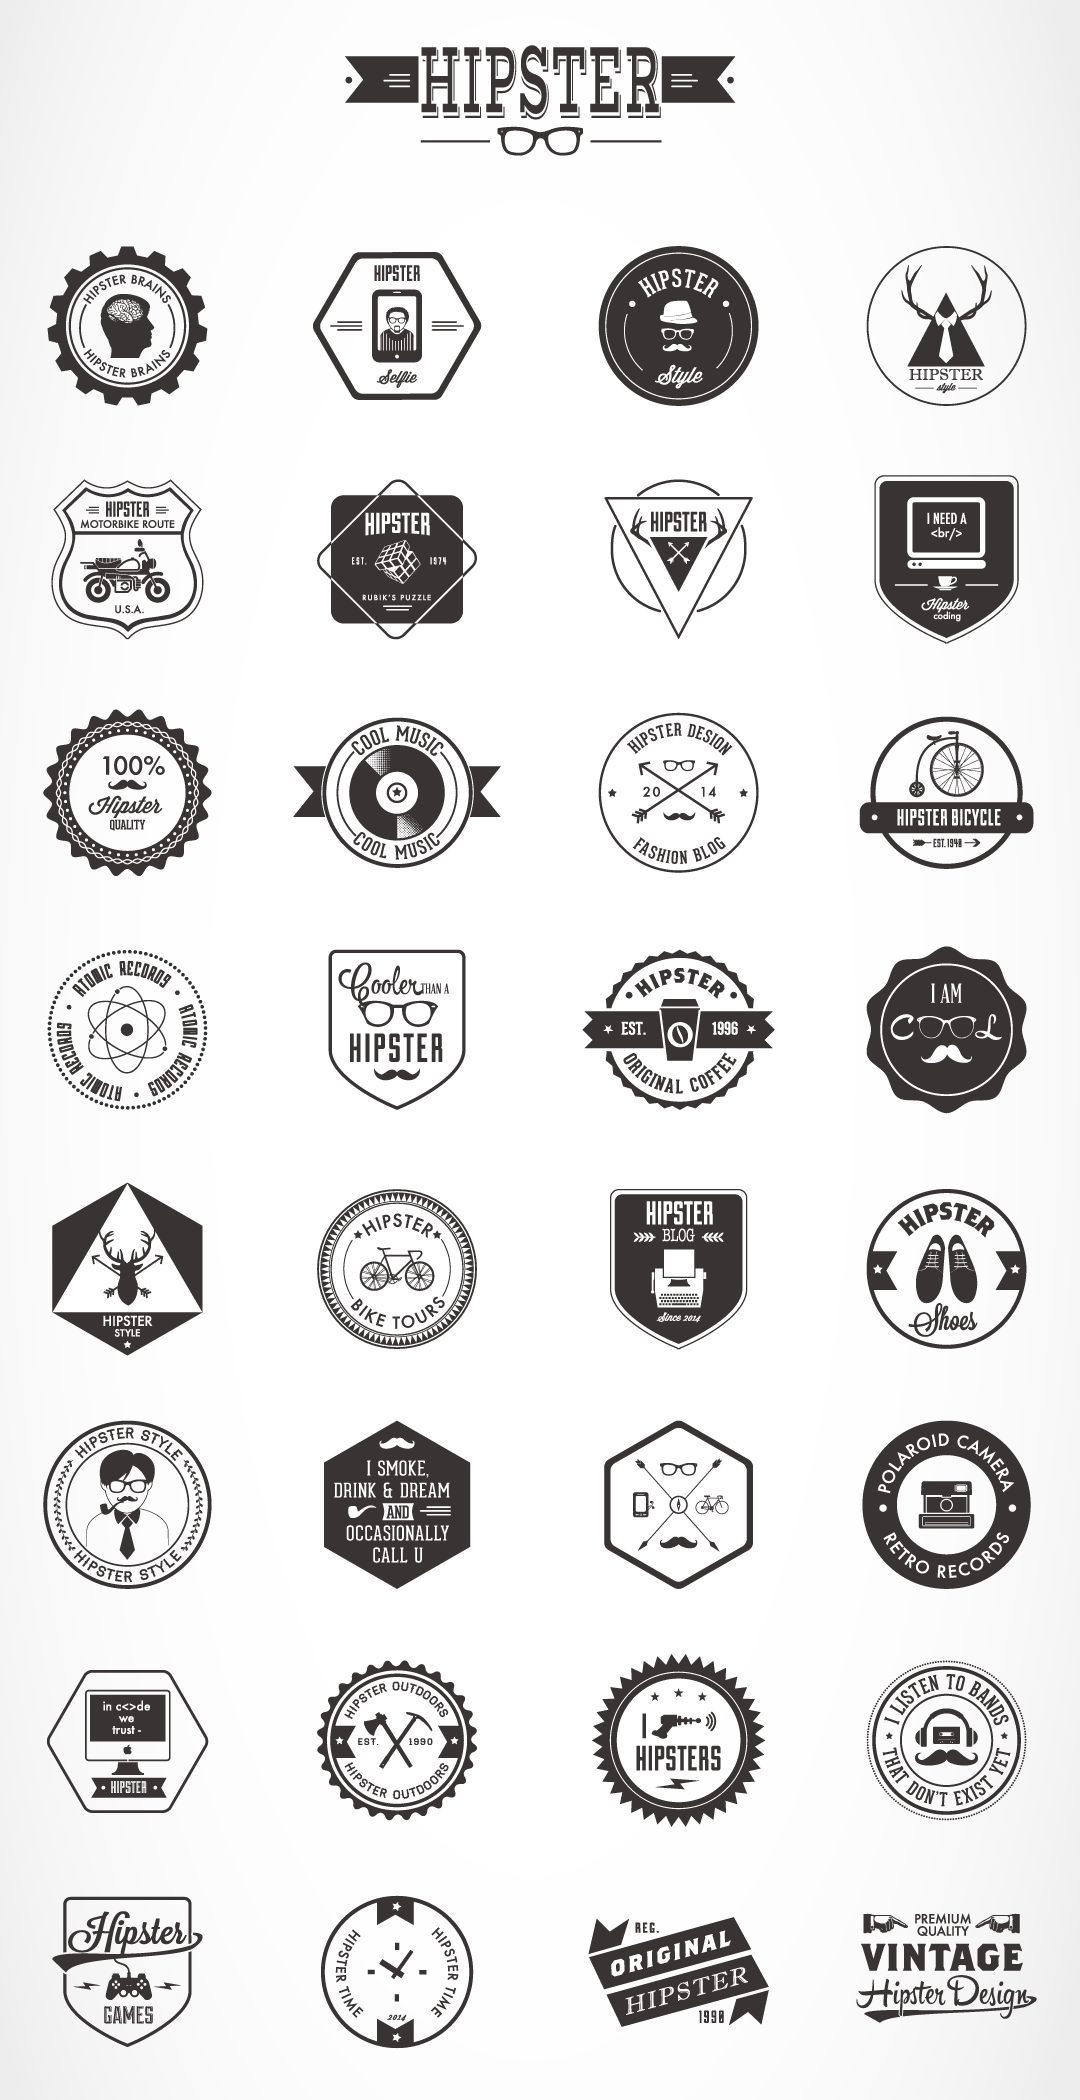 HIPSTER
HIPSTER BRAINS
HIPSTER BRAINS
HIPSTER
Selfie
HIPSTER
Style
HIPSTER
style
HIPSTER
MOTORBIKE ROUTE
U.S.A.
HIPSTER
EST. 1974
RUBIK'S PUZZLE
HIPSTER
I NEED A
<br/>
Hipster
coding
100%
Hipster
QUALITY
COOL MUSIC
COOL MUSIC
HIPSTER DESIGN
20 14
FASHION BLOG
HIPSTER BICYCLE
EST. 1948
ATOMIC RECORDS
ATOMIC RECORDS
ATOMIC RECORDS
Cooler THAN A
HIPSTER
HIPSTER
EST. 1996
ORIGINAL COFFEE
I AM
COOL
HIPSTER
STYLE
HIPSTER
BIKE TOURS
HIPSTER
BLOG
Since 2014
HIPSTER
Shoes
HIPSTER STYLE
HIPSTER STYLE
I SMOKE,
DRINK & DREAM
AND
OCCASIONALLY
CALL U
POLAROID CAMERA
RETRO RECORDS
in c<>de
we
trust -
HIPSTER
HIPSTER OUTDOORS
EST. 1990
HIPSTER OUTDOORS
HIPSTERS
I LISTEN TO BANDS
THAT DON'T EXIST YET
Hipster
GAMES
HIPSTER TIME
HIPSTER TIME
2014
REG.
ORIGINAL
HIPSTER
1990
PREMIUM
QUALITY
VINTAGE
Hipster Design